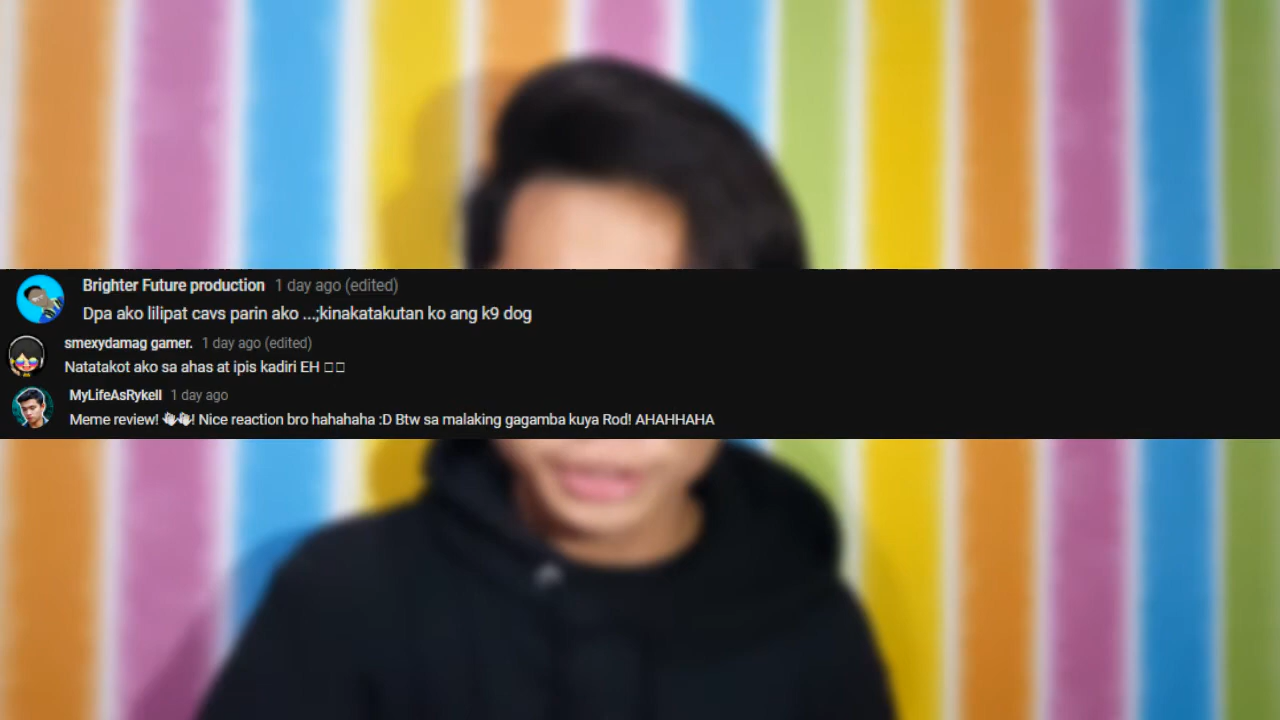 Brighter Future production 1 day ago (edited)
Dpa ako lilipat cavs parin ako ...;kinakatakutan ko ang k9 dog
smexydamag gamer. 1 day ago (edited)
Natatakot ako sa ahas at ipis kadiri EH □□
MyLifeAsRykell 1 day ago
Meme review! 👋👋! Nice reaction bro hahahaha :D Btw sa malaking gagamba kuya Rod! AHAHHAHA